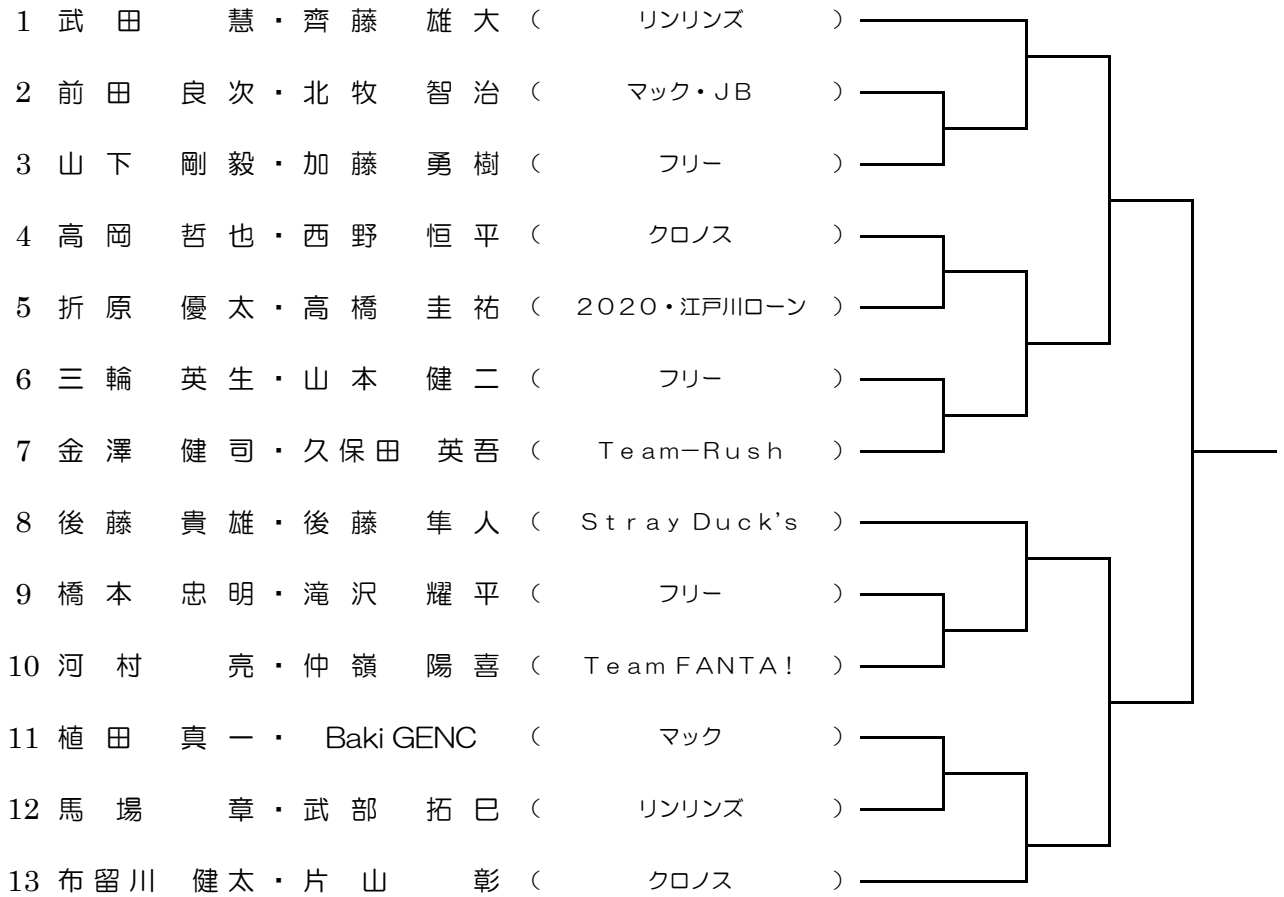 1 武田 慧・齊藤 雄大 ( リンリンズ )
2 前田 良次・北牧 智治 ( マック・JB )
3 山下 剛毅・加藤 勇樹 ( フリー )
4 高岡 哲也・西野 恒平 ( クロノス )
5 折原 優太・高橋 圭祐 ( 2020・江戸川ローン )
6 三輪 英生・山本 健二 ( フリー )
7 金澤 健司・久保田 英吾 ( Team−Rush )
8 後藤 貴雄・後藤 隼人 ( Stray Duck's )
9 橋本 忠明・滝沢 耀平 ( フリー )
10 河村 亮・仲嶺 陽喜 ( Team FANTA! )
11 植田 真一・ Baki GENC ( マック )
12 馬場 章・武部 拓巳 ( リンリンズ )
13 布留川 健太・片山 彰 ( クロノス )